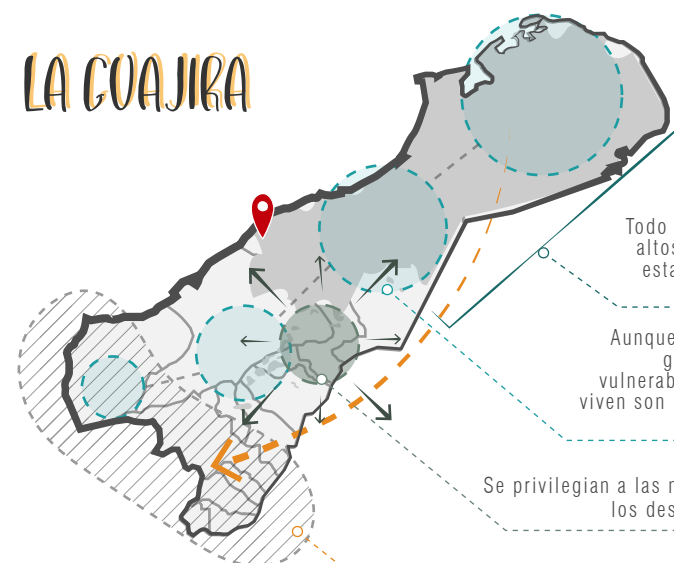 LA GUAJIRA
Todo
altos
esta
Aunque
g
vulnerab
viven son
Se privilegian a las
los des